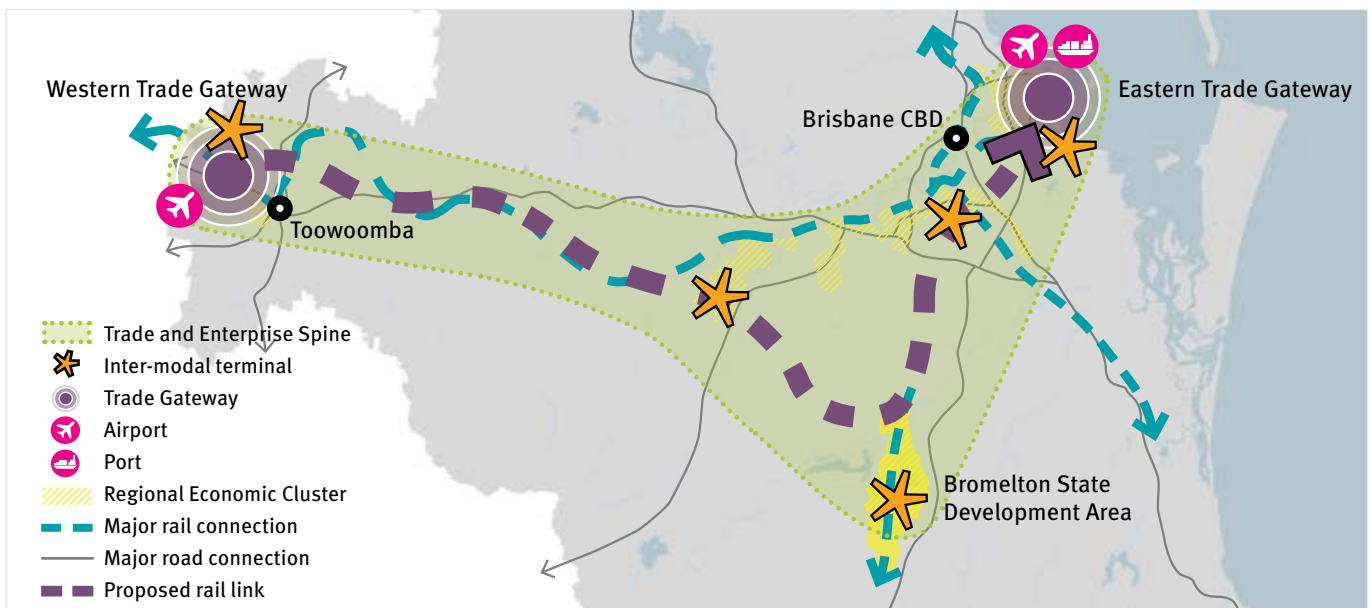 Western Trade Gateway
Eastern Trade Gateway
Brisbane CBD
Toowoomba
Bromelton State
Development Area
Trade and Enterprise Spine
Inter-modal terminal
Trade Gateway
Airport
Port
Regional Economic Cluster
Major rail connection
Major road connection
Proposed rail link